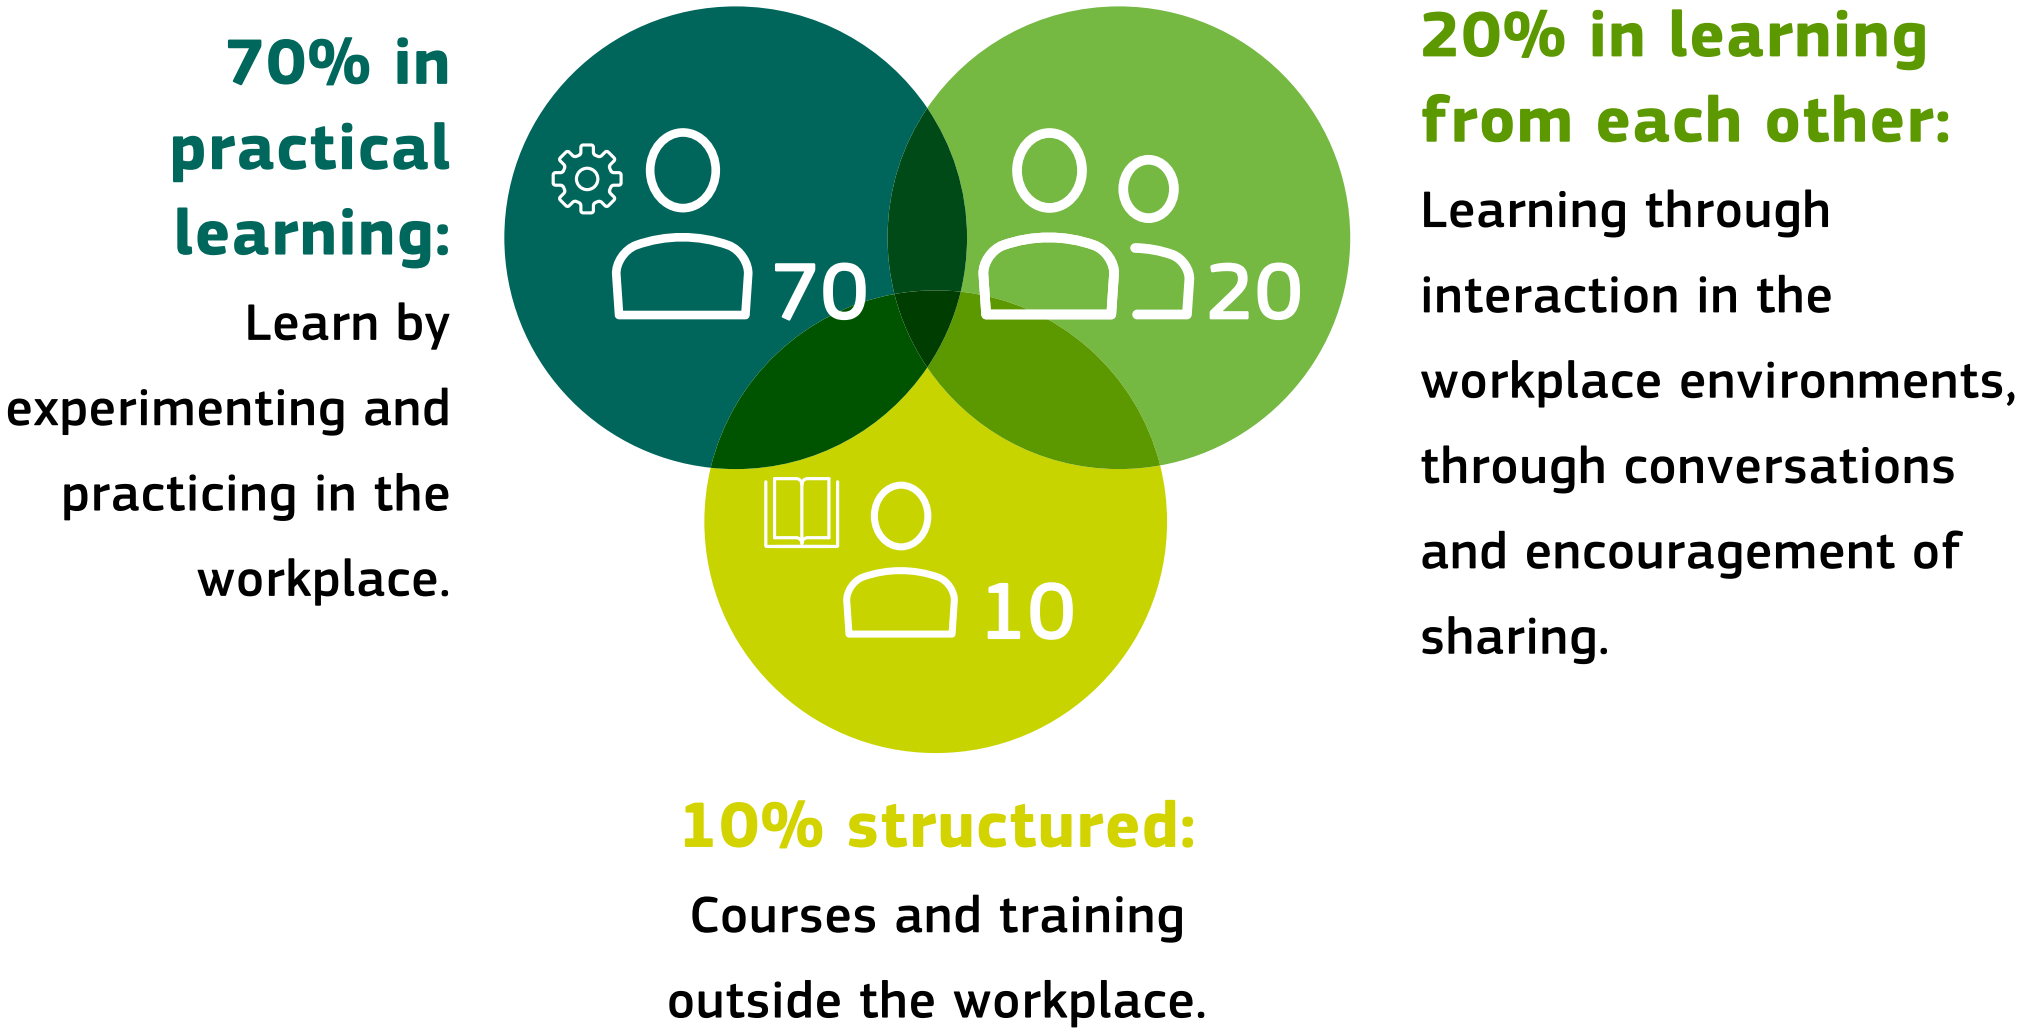 70% in
practical
learning:
Learn by
experimenting and
practicing in the
workplace.
70
20
10
20% in learning
from each other:
Learning through
interaction in the
workplace environments,
through conversations
and encouragement of
sharing.
10% structured:
Courses and training
outside the workplace.